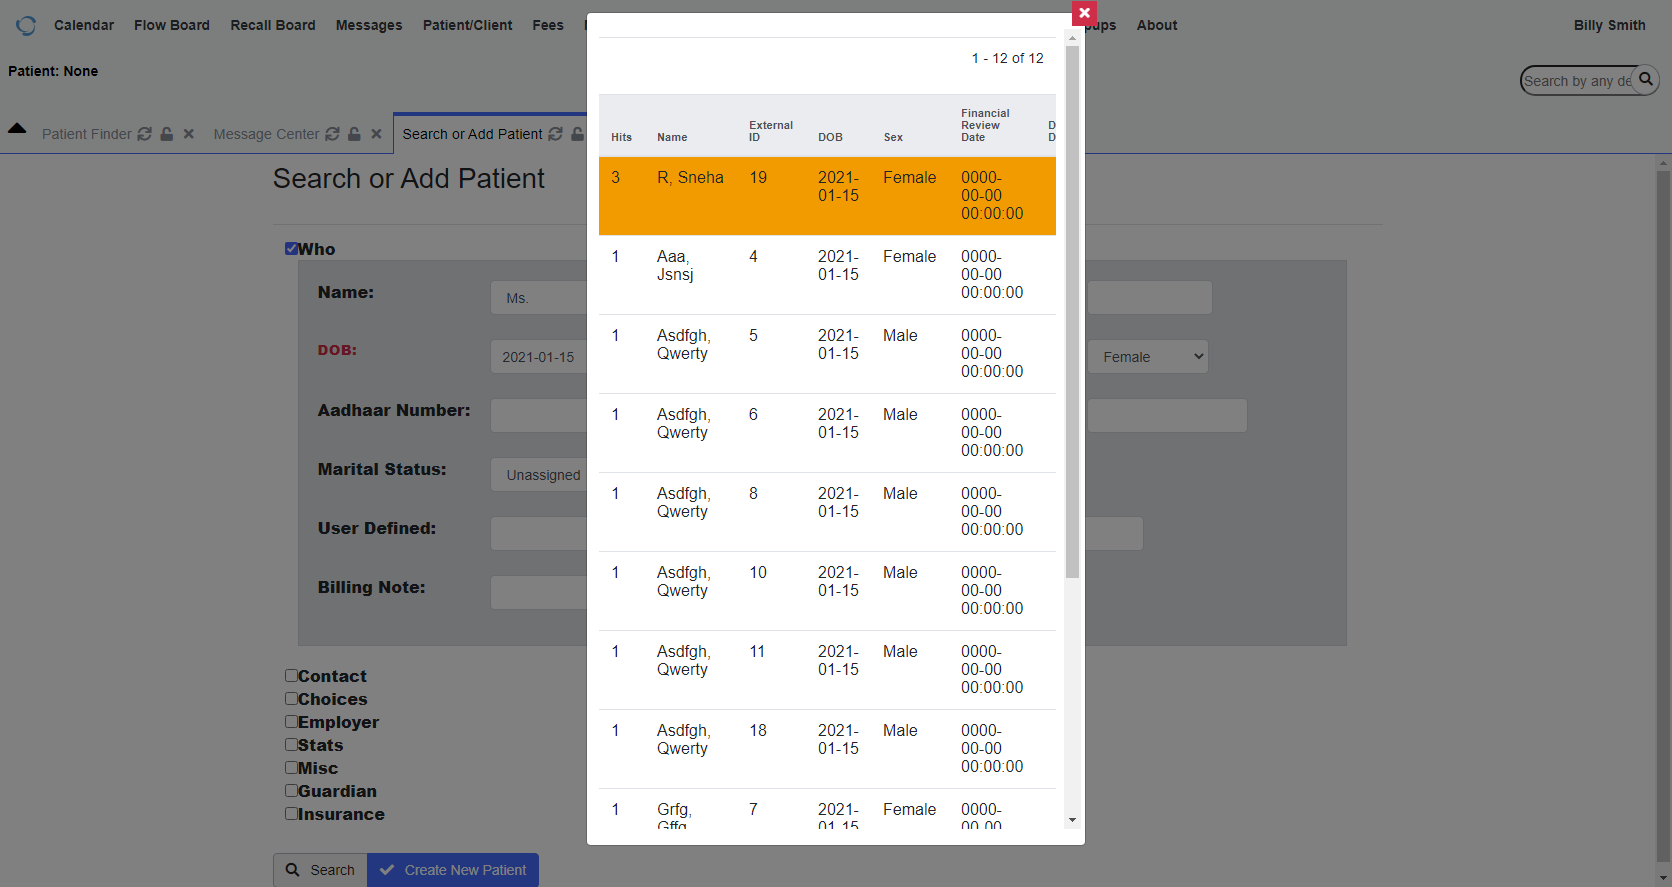 Calendar Flow Board Recall Board Messages Patient/Client Fees ups About Billy Smith
Patient: None
Search by any de
Patient Finder Message Center Search or Add Patient
Search or Add Patient
Who
Name: Ms.
DOB: 2021-01-15 Female
Aadhaar Number:
Marital Status: Unassigned
User Defined:
Billing Note:
Contact
Choices
Employer
Stats
Misc
Guardian
Insurance
Search Create New Patient
1 - 12 of 12
Financial
External Review D
Hits Name ID DOB Sex Date D
3 R, Sneha 19 2021- Female 0000-
01-15 00-00
00:00:00
1 Aaa, 4 2021- Female 0000-
Jsnsj 01-15 00-00
00:00:00
1 Asdfgh, 5 2021- Male 0000-
Qwerty 01-15 00-00
00:00:00
1 Asdfgh, 6 2021- Male 0000-
Qwerty 01-15 00-00
00:00:00
1 Asdfgh, 8 2021- Male 0000-
Qwerty 01-15 00-00
00:00:00
1 Asdfgh, 10 2021- Male 0000-
Qwerty 01-15 00-00
00:00:00
1 Asdfgh, 11 2021- Male 0000-
Qwerty 01-15 00-00
00:00:00
1 Asdfgh, 18 2021- Male 0000-
Qwerty 01-15 00-00
00:00:00
1 Grfg, 7 2021- Female 0000-
Gffg 01-15 00-00